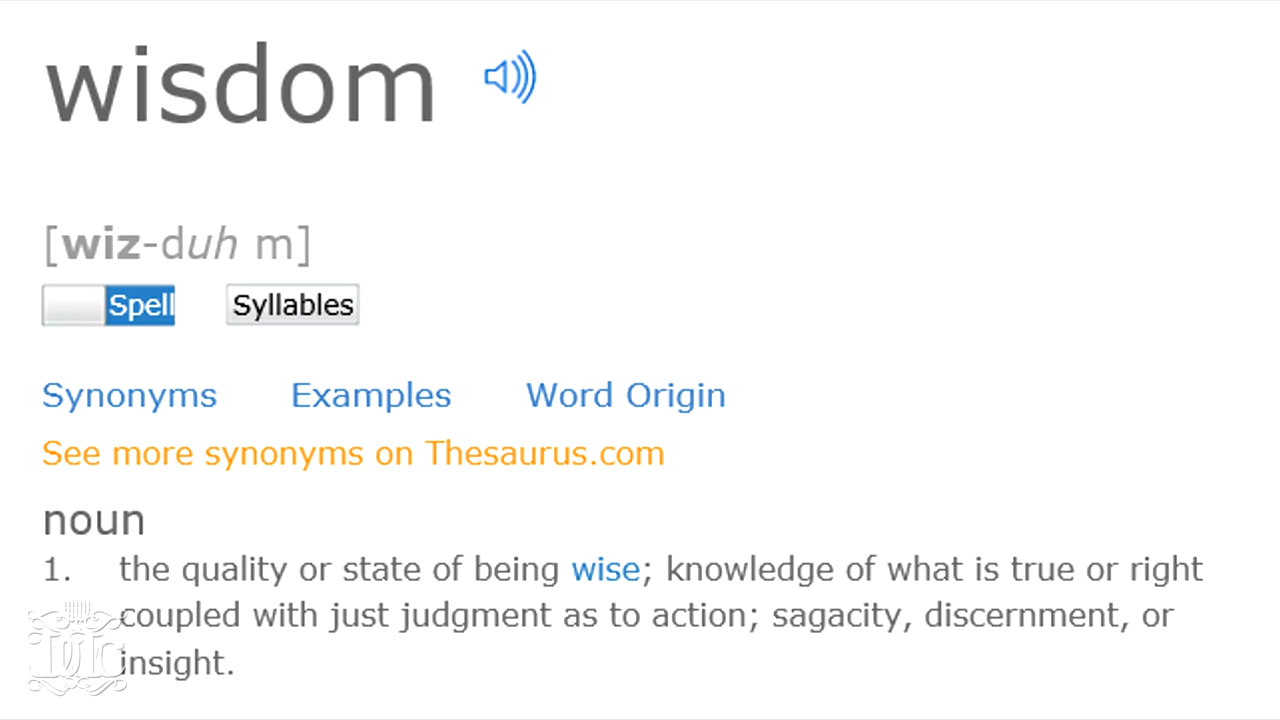 wisdom
[wiz-duh m]
Spell Syllables
Synonyms Examples Word Origin
See more synonyms on Thesaurus.com
noun
1. the quality or state of being wise; knowledge of what is true or right
coupled with just judgment as to action; sagacity, discernment, or
insight.